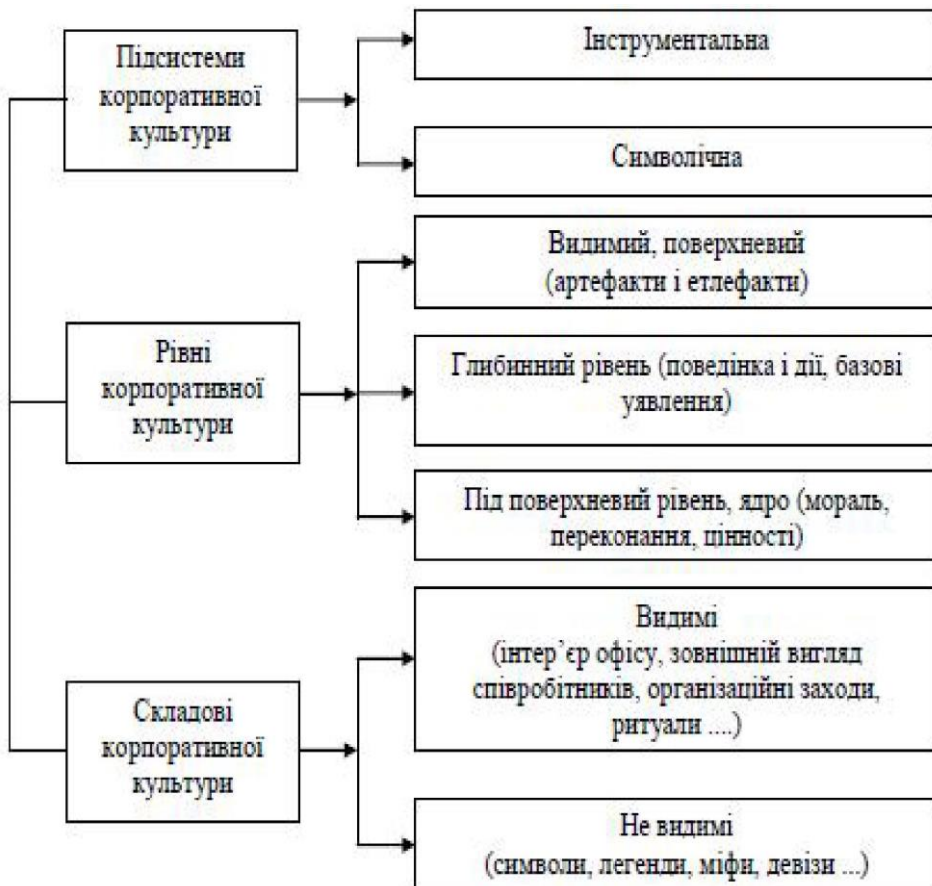 Підсистеми
корпоративної
культури
Інструментальна
Символічна
Рівні
корпоративної
культури
Видимий, поверхневий
(артефакти і етлефакти)
Глибинний рівень (поведінка і дії, базові
уявлення)
Під поверхневий рівень, ядро (мораль,
переконання, цінності)
Складові
корпоративної
культури
Видимі
(інтер’єр офісу, зовнішній вигляд
співробітників, організаційні заходи,
ритуали ....)
Не видимі
(символи, легенди, міфи, девізи ...)